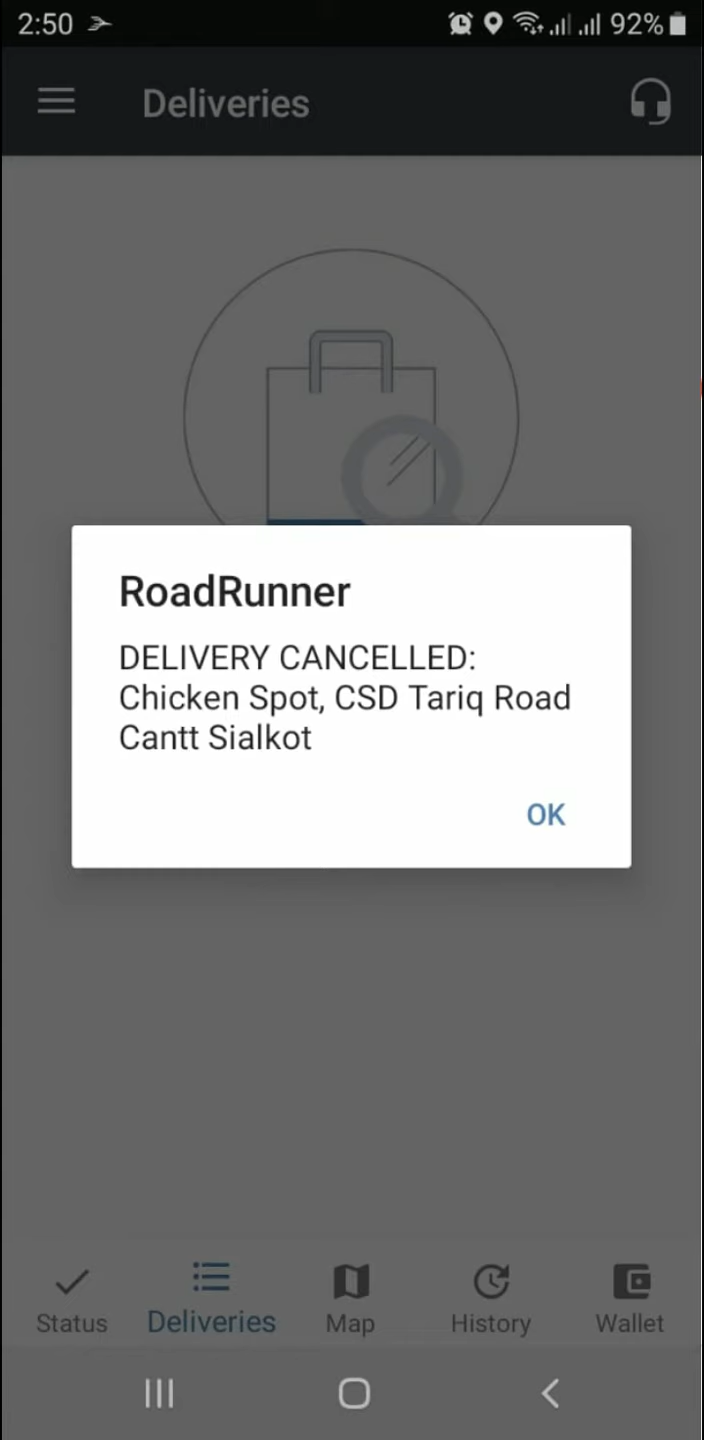 2:50 92%
Deliveries
RoadRunner
DELIVERY CANCELLED:
Chicken Spot, CSD Tariq Road
Cantt Sialkot
OK
Status Deliveries Map History Wallet